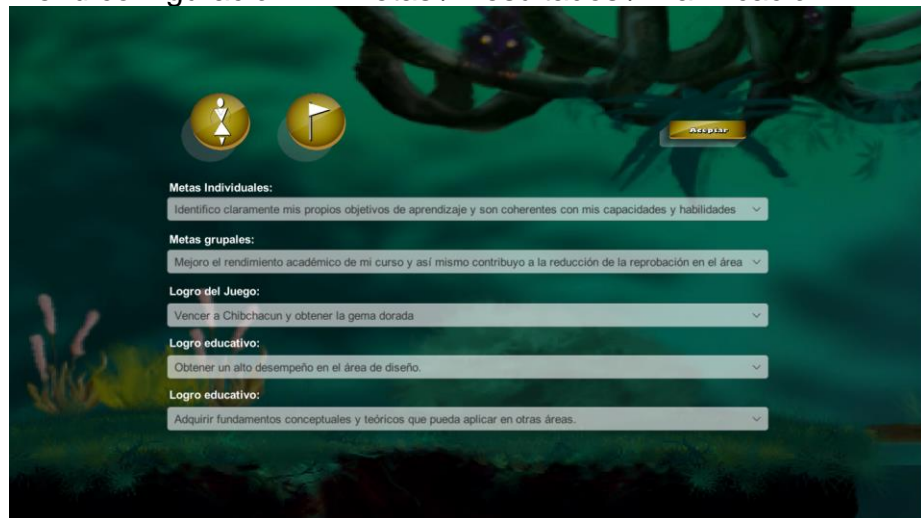 Aceptar
Metas Individuales:
Identifico claramente mis propios objetivos de aprendizaje y son coherentes con mis capacidades y habilidades
Metas grupales:
Mejoro el rendimiento académico de mi curso y así mismo contribuyo a la reducción de la reprobación en el área
Logro del Juego:
Vencer a Chibchacun y obtener la gema dorada
Logro educativo:
Obtener un alto desempeño en el área de diseño.
Logro educativo:
Adquirir fundamentos conceptuales y teóricos que pueda aplicar en otras áreas.